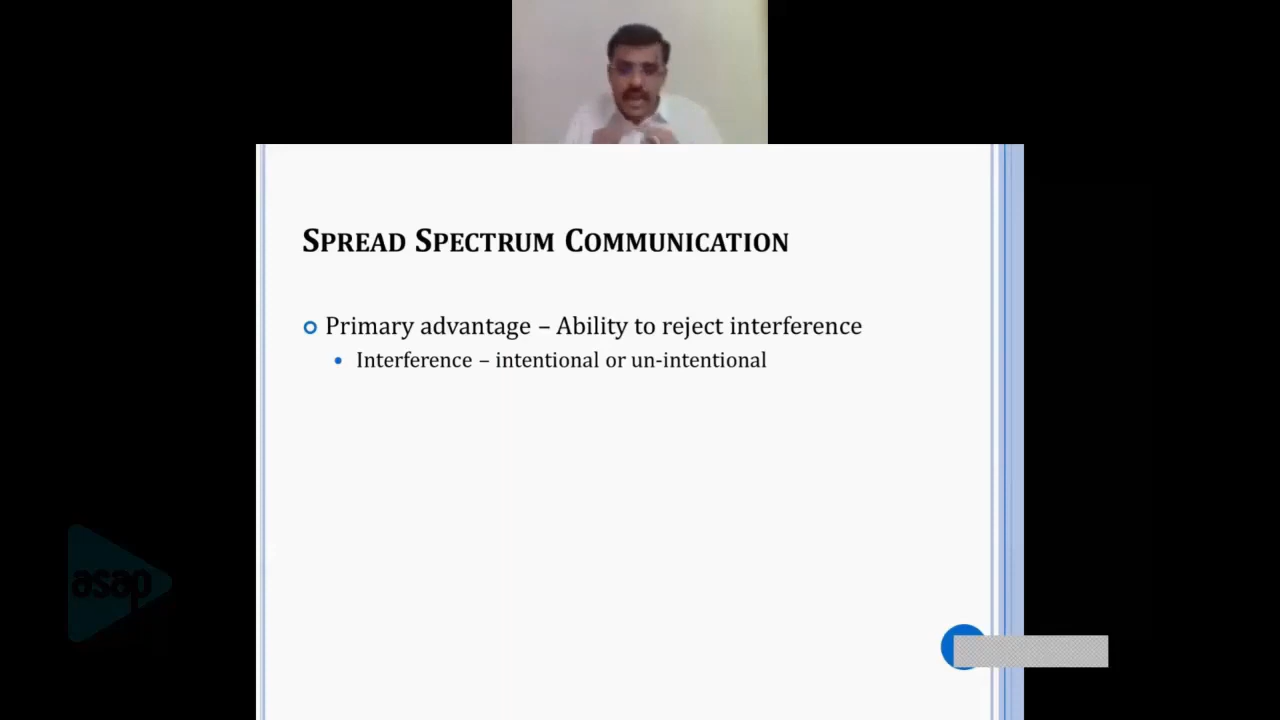 SPREAD SPECTRUM COMMUNICATION
Primary advantage – Ability to reject interference
Interference – intentional or un-intentional
asap